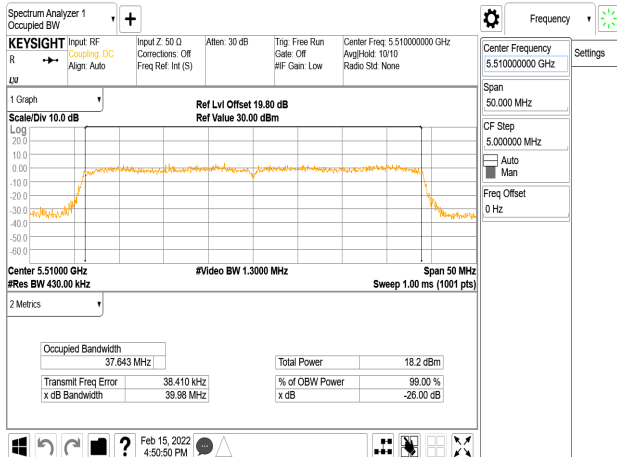 Spectrum Analyzer 1
Occupied BW
Frequency
KEYSIGHT
R
LXI
Input: RF
Coupling: DC
Align: Auto
Input Z: 50 Ω
Corrections: Off
Freq Ref: Int (S)
Atten: 30 dB
Trig: Free Run
Gate: Off
#IF Gain: Low
Center Freq: 5.510000000 GHz
Avg|Hold: 10/10
Radio Std: None
Center Frequency
5.510000000 GHz
Settings
Span
50.000 MHz
CF Step
5.000000 MHz
Auto
Man
Freq Offset
0 Hz
1 Graph
Scale/Div 10.0 dB
Ref Lvl Offset 19.80 dB
Ref Value 30.00 dBm
Log
20.0
10.0
0.00
-10.0
-20.0
-30.0
-40.0
-50.0
-60.0
Center 5.51000 GHz
#Res BW 430.00 kHz
#Video BW 1.3000 MHz
Span 50 MHz
Sweep 1.00 ms (1001 pts)
2 Metrics
Occupied Bandwidth
37.643 MHz
Total Power 18.2 dBm
Transmit Freq Error 38.410 kHz
% of OBW Power 99.00 %
x dB Bandwidth 39.98 MHz
x dB -26.00 dB
?
Feb 15, 2022
4:50:50 PM